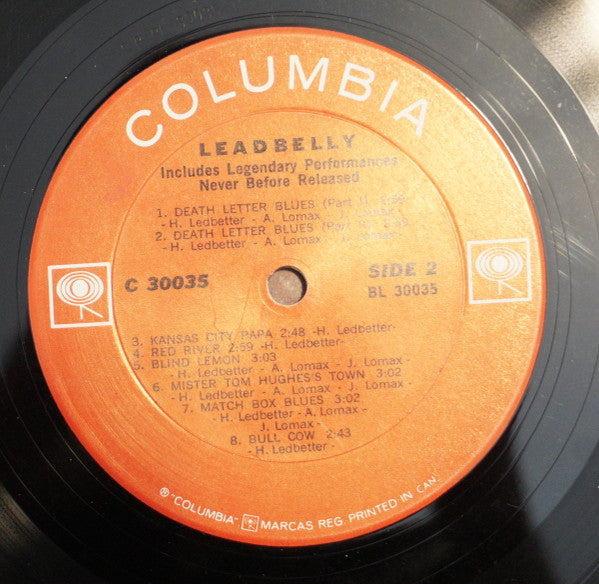 COLUMBIA
LEADBELLY
Includes Legendary Performances
Never Before Released
1. DEATH LETTER BLUES (Part
- H. Ledbetter - A. Lomax - J. Lomax -
2. DEATH LETTER BLUES (Part
- H. Ledbetter - A. Lomax - J. Lomax -
C 30035
SIDE 2
BL 30035
3. KANSAS CITY PAPA 2:48 -H. Ledbetter-
4. RED RIVER 2:59 -H. Ledbetter-
5. BLIND LEMON 3:03
- H. Ledbetter - A. Lomax - J. Lomax -
6. MISTER TOM HUGHES'S TOWN 3:02
- H. Ledbetter - A. Lomax - J. Lomax -
7. MATCH BOX BLUES 3:02
- H. Ledbetter - A. Lomax -
J. Lomax -
8. BULL COW 2:43
- H. Ledbetter -
® "COLUMBIA" MARCAS REG. PRINTED IN CAN.